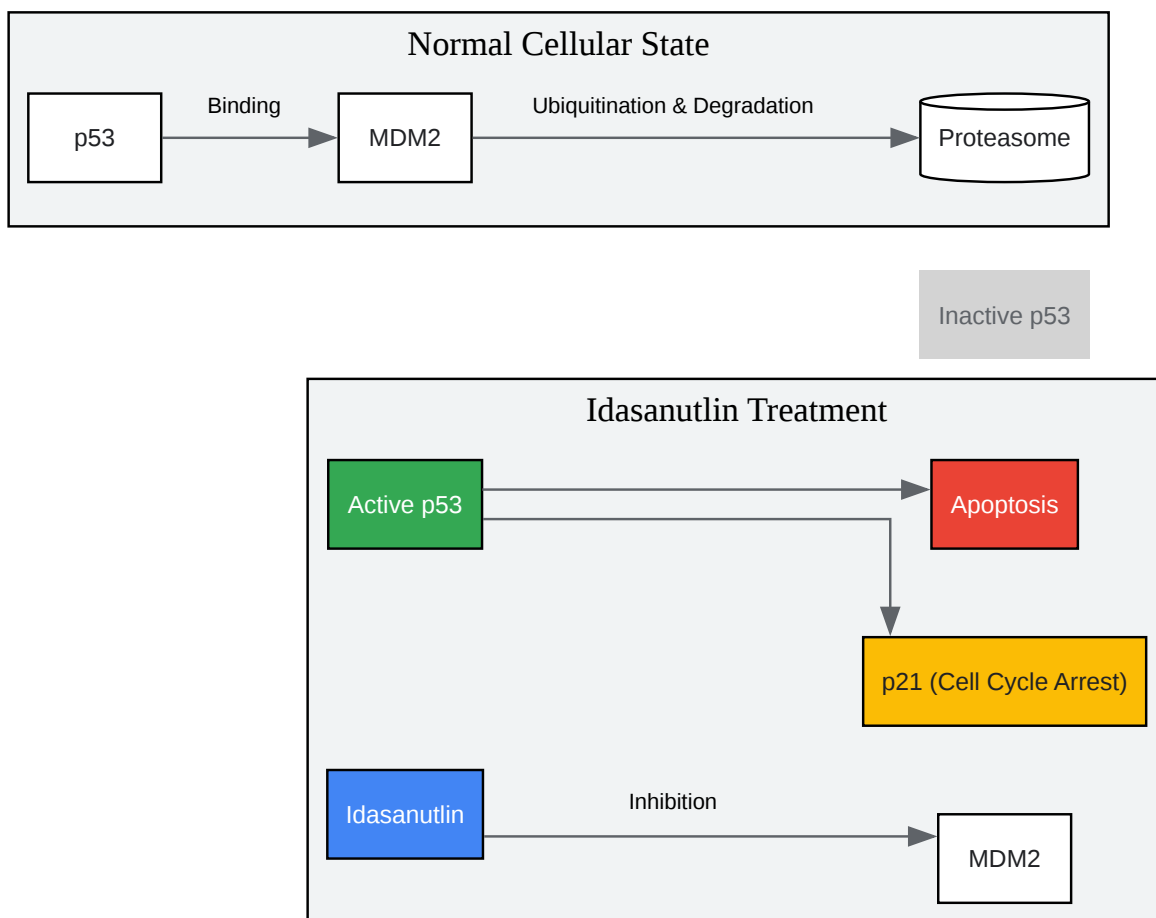 Normal Cellular State
p53
Binding
MDM2
Ubiquitination & Degradation
Proteasome
Inactive p53
Idasanutlin Treatment
Active p53
Apoptosis
p21 (Cell Cycle Arrest)
Idasanutlin
Inhibition
MDM2